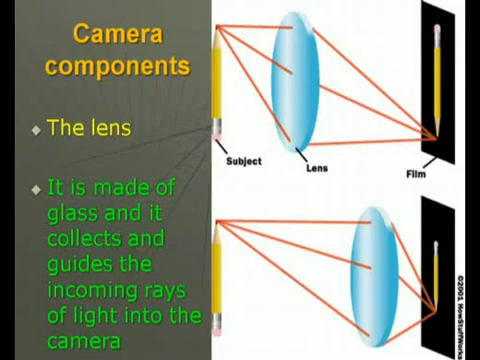 Camera
components
The lens
It is made of
glass and it
collects and
guides the
incoming rays
of light into the
camera
Subject
Lens
Film
©2001 HowStuffWorks